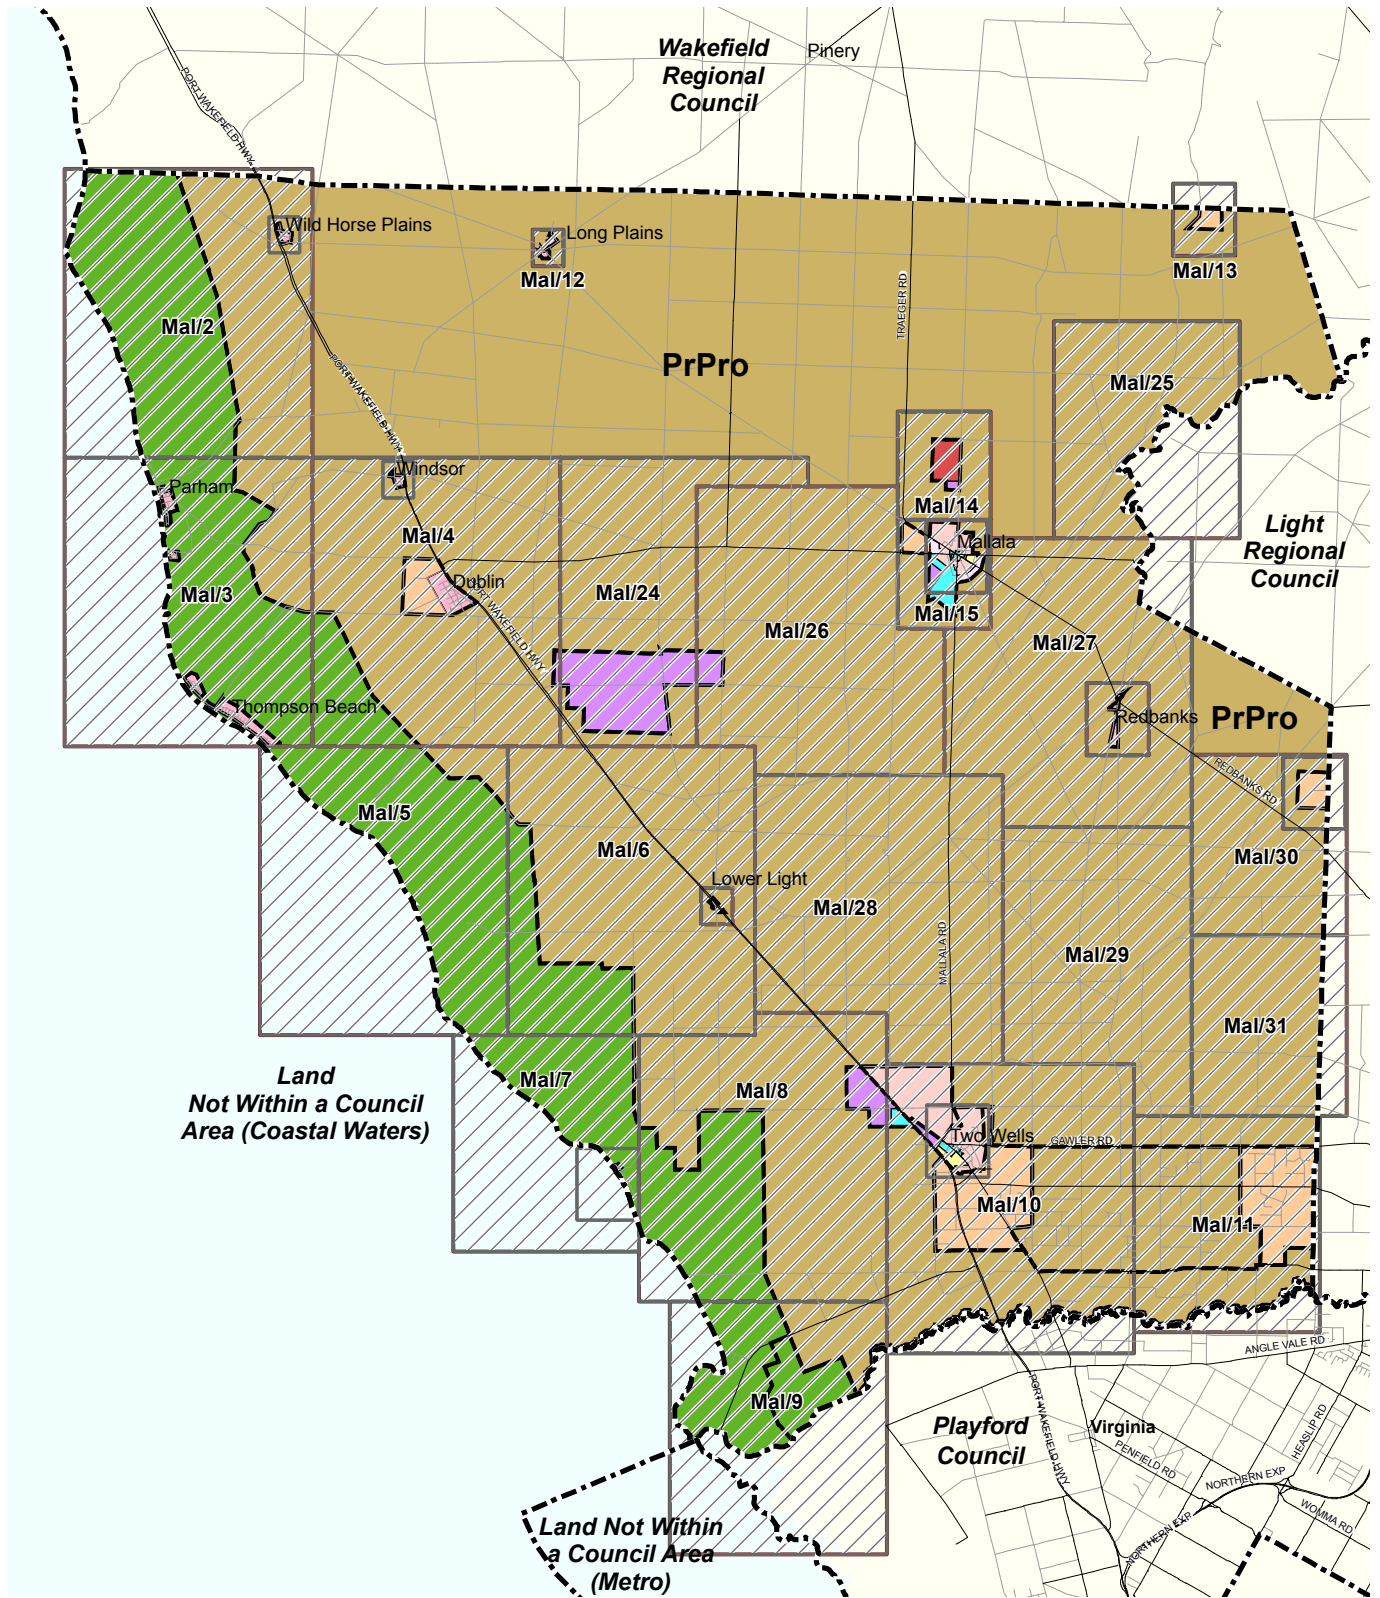 Wakefield
Regional
Council
Pinery
PORT WAKEFIELD HWY
Wild Horse Plains
Long Plains
Mal/12
Mal/13
Mal/2
TRAEGER RD
PORT WAKEFIELD HWY
PrPro
Mal/25
Windsor
Parham
Mal/14
Mal/4
Mallala
Light
Regional
Council
Dublin
PORT WAKEFIELD HWY
Mal/3
Mal/24
Mal/15
Mal/26
Mal/27
Thompson Beach
Redbanks
PrPro
REDBANKS RD
Mal/5
Mal/6
Mal/30
Lower Light
Mal/28
MALLALA RD
Mal/29
Mal/31
Land
Not Within a Council
Area (Coastal Waters)
Mal/7
Mal/8
Two Wells
GAWLER RD
Mal/10
Mal/11
ANGLE VALE RD
Mal/9
PORT WAKEFIELD HWY
Playford
Council
Virginia
PENFIELD RD
HEASLIP RD
NORTHERN EXP
WOMMA RD
NORTHERN EXP
Land Not Within
a Council Area
(Metro)